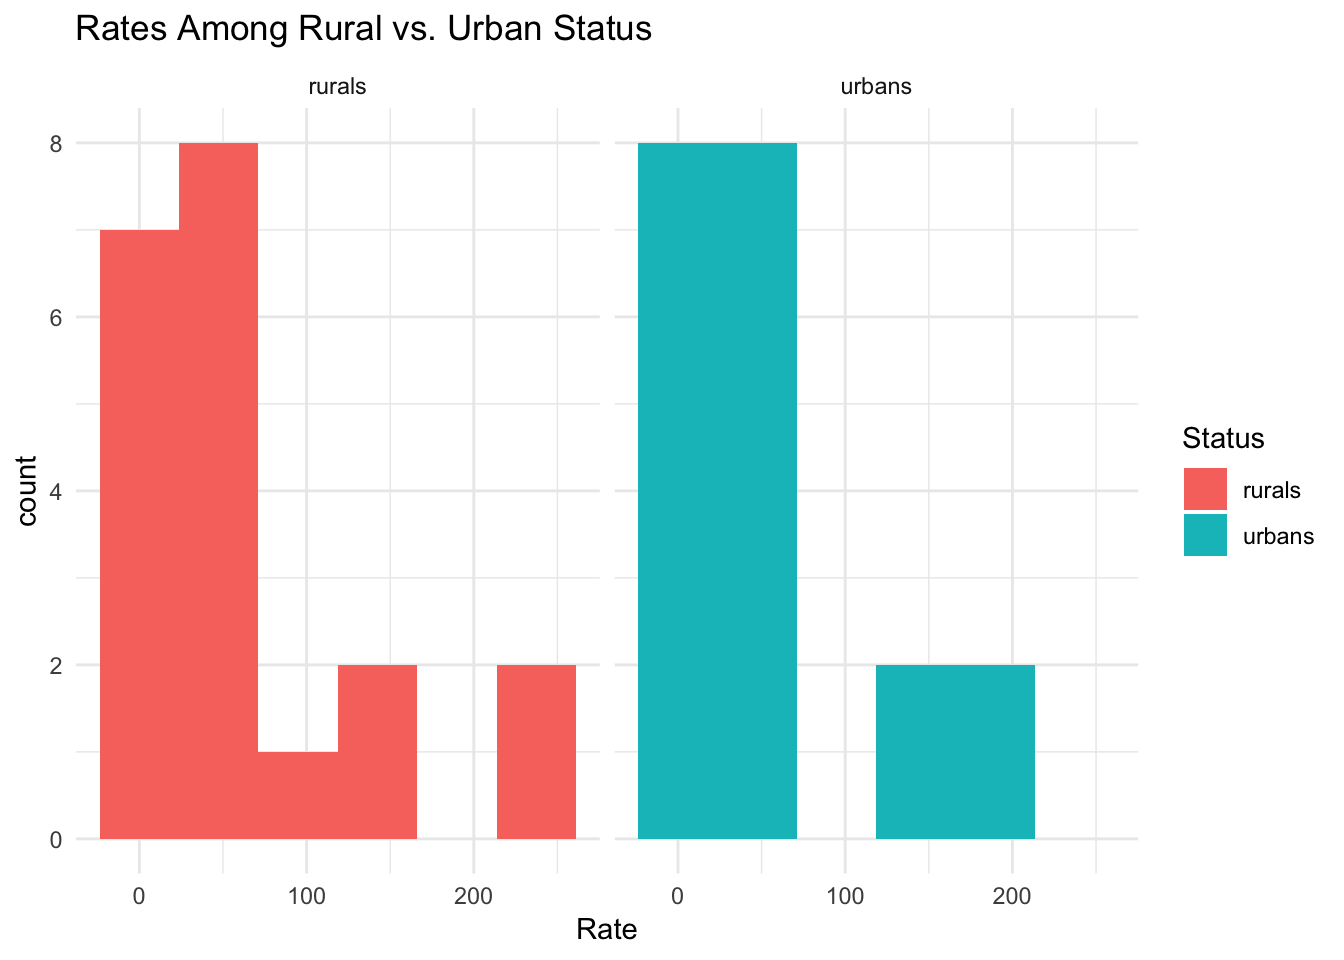 Rates Among Rural vs. Urban Status
rurals
urbans
8
6
4
2
0
count
0 100 200
0 100 200
Rate
Status
rurals
urbans